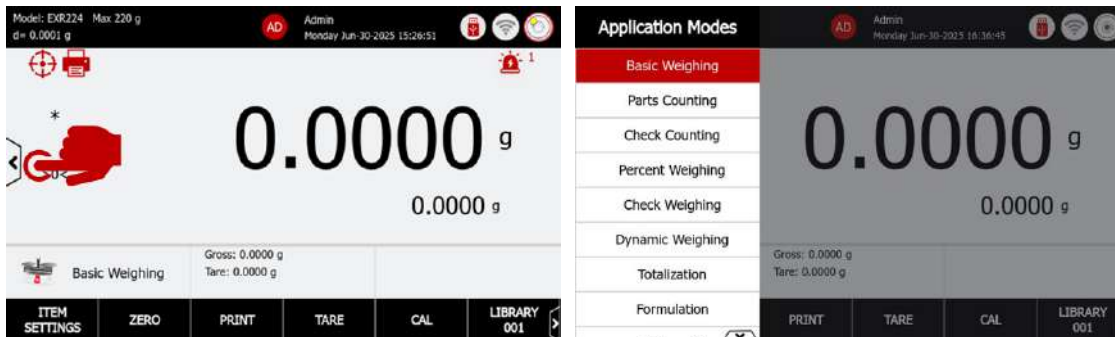 Model: EXR224 Max 220 g
d= 0.0001 g
AD
Admin
Monday Jun-30-2025 15:26:51
1
*
0.0000 g
0.0000 g
Basic Weighing
Gross: 0.0000 g
Tare: 0.0000 g
ITEM SETTINGS
ZERO
PRINT
TARE
CAL
LIBRARY 001
Application Modes
Basic Weighing
Parts Counting
Check Counting
Percent Weighing
Check Weighing
Dynamic Weighing
Totalization
Formulation
AD
Admin
Monday Jun-30-2025 16:36:45
0.0000 g
0.0000 g
Gross: 0.0000 g
Tare: 0.0000 g
PRINT
TARE
CAL
LIBRARY 001